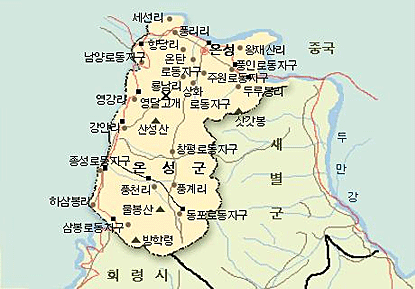 세선리
풍리리
향당리
온성
왕재산리
중국
남양로동자구
온탄
로동자구
풍인로동자구
주원로동자구
룡남리
상화
로동자구
두루봉리
영강리
영달고개
강안리
산성산
삿갓봉
두만강
창평로동자구
종성로동자구
온성군
새별군
풍천리
풍계리
하삼봉리
물봉산
동포로동자구
삼봉로동자구
방학령
회령시